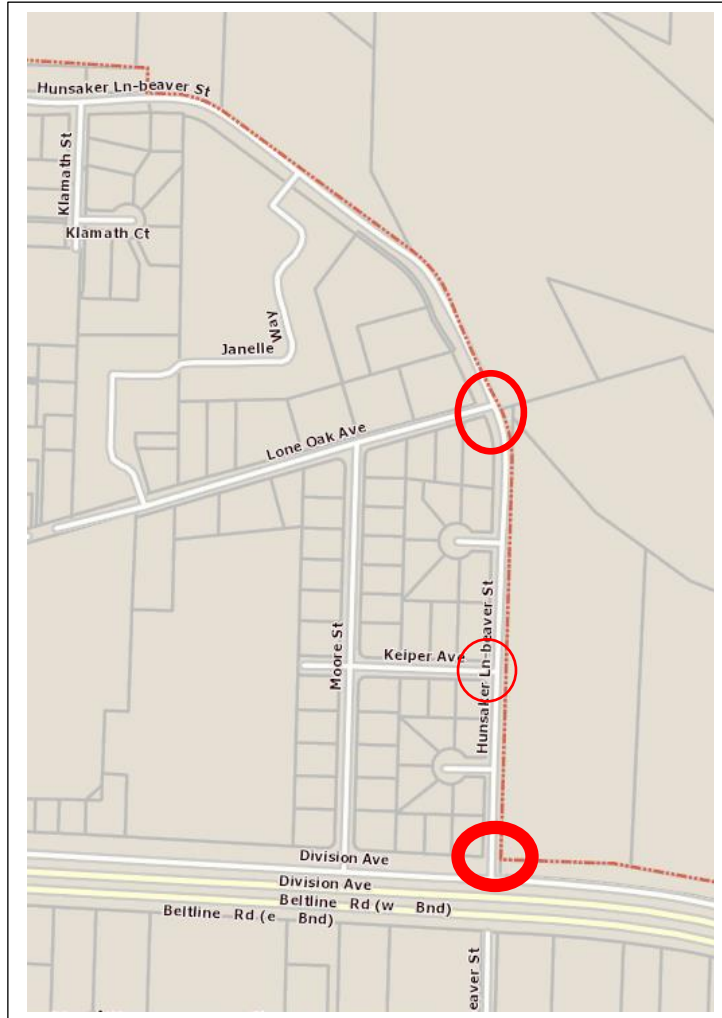 Hunsaker Ln-beaver St
Klamath St
Klamath Ct
Janelle
Way
Lone Oak Ave
Hunsaker Ln-beaver St
Moore St
Keiper Ave
Division Ave
Division Ave
Beltline Rd (w Bnd)
Beltline Rd (e Bnd)
eaver St